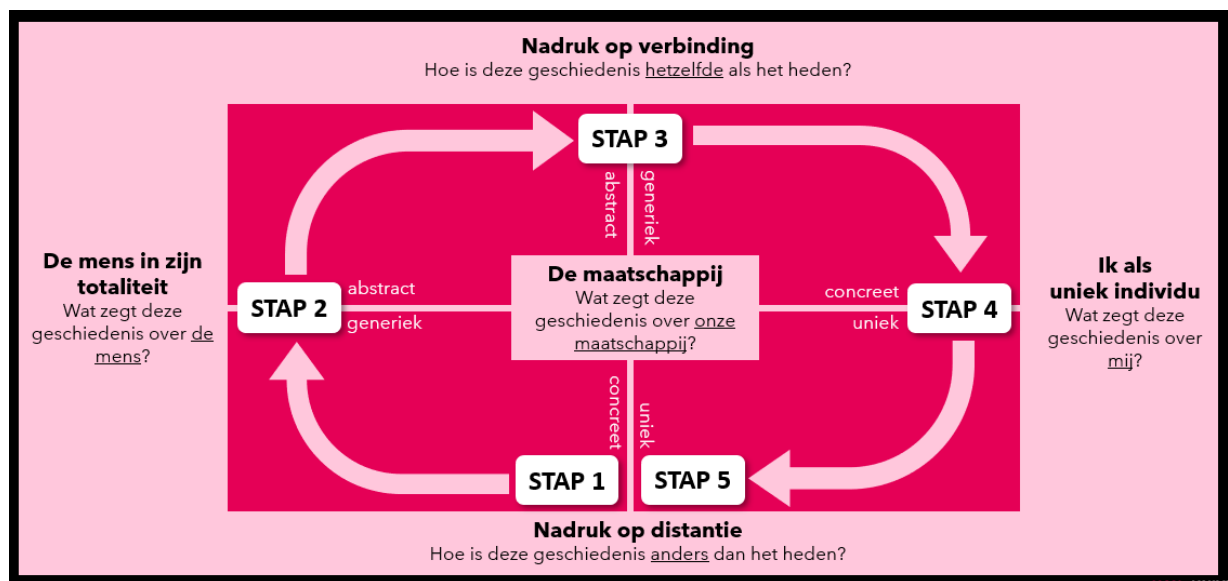 Nadruk op verbinding
Hoe is deze geschiedenis hetzelfde als het heden?
STAP 3
abstract
generiek
De mens in zijn
totaliteit
Wat zegt deze
geschiedenis over de
mens?
STAP 2
abstract
generiek
De maatschappij
Wat zegt deze
geschiedenis over onze
maatschappij?
concreet
uniek
STAP 4
Ik als
uniek individu
Wat zegt deze
geschiedenis over
mij?
concreet
uniek
STAP 1
STAP 5
Nadruk op distantie
Hoe is deze geschiedenis anders dan het heden?